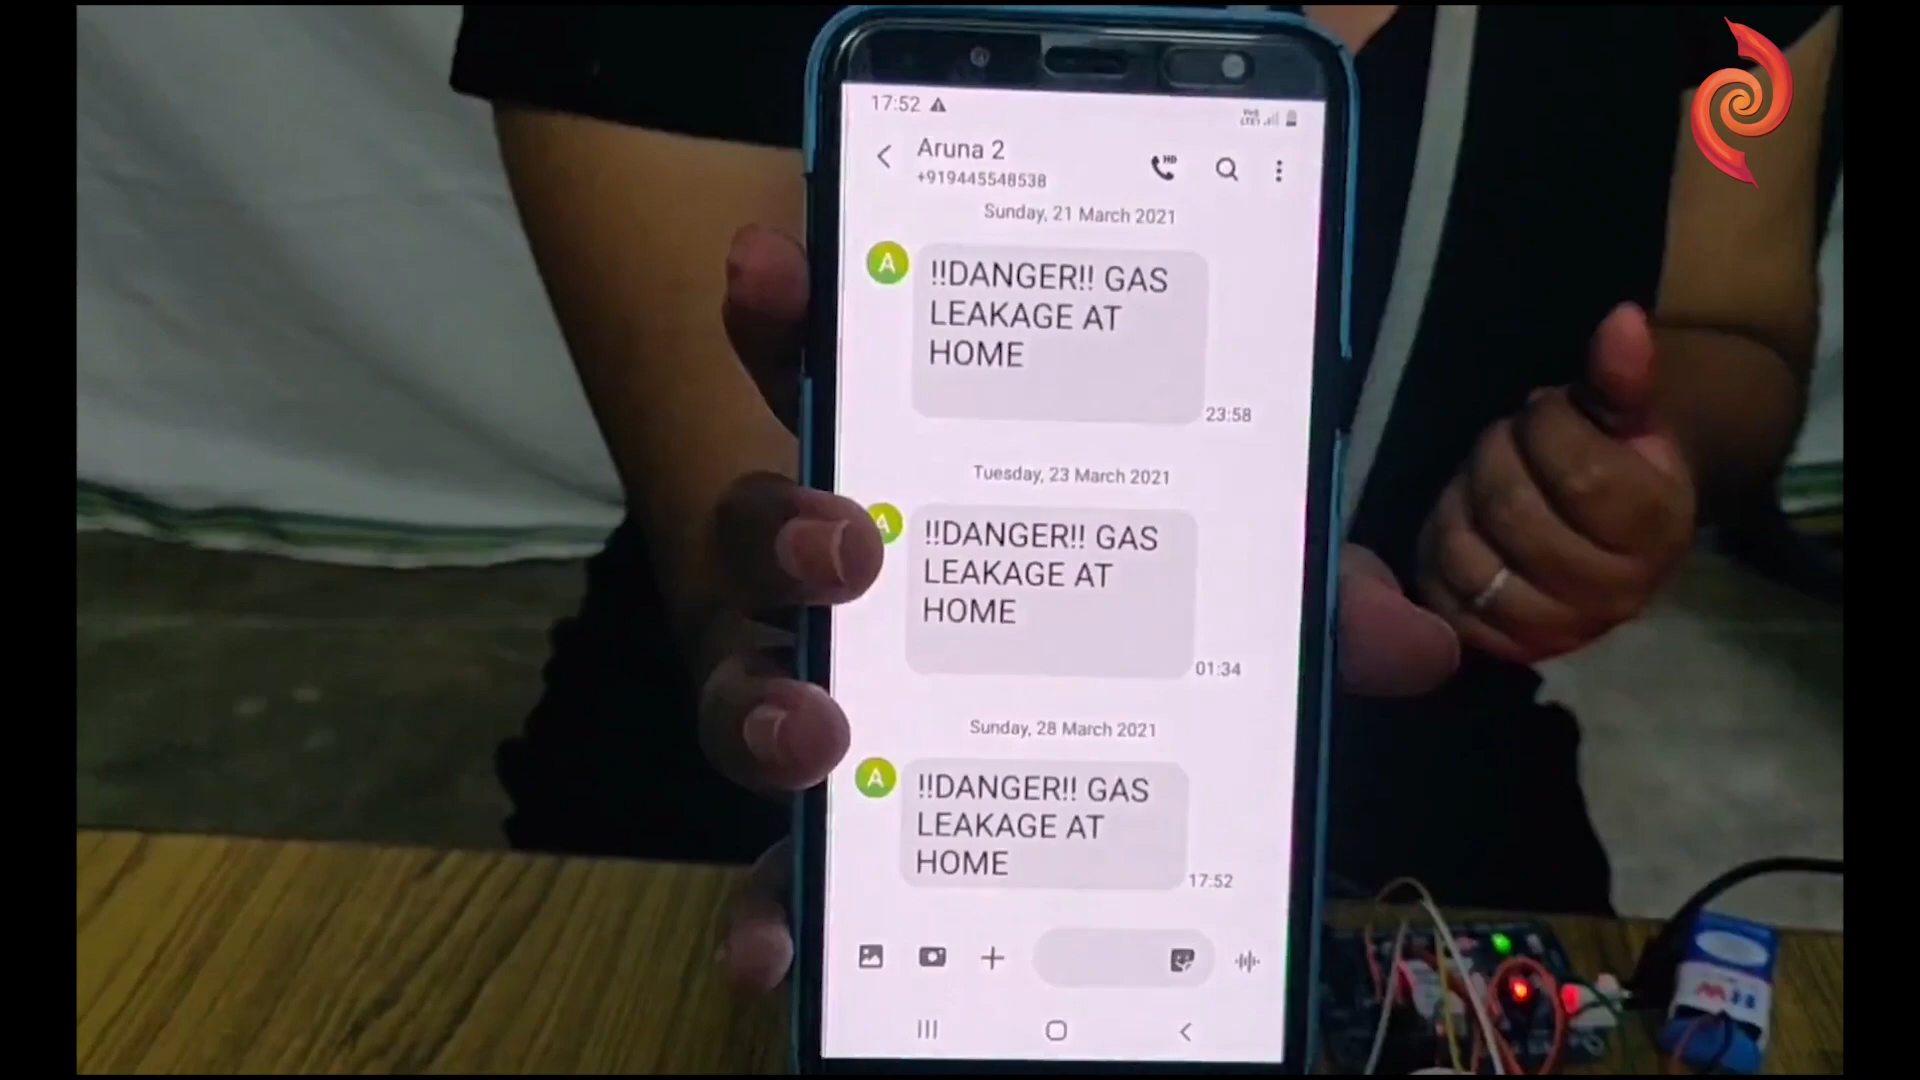 17:52
Aruna 2
+919445548538
Sunday, 21 March 2021
A
!!DANGER!! GAS
LEAKAGE AT
HOME
23:58
Tuesday, 23 March 2021
A
!!DANGER!! GAS
LEAKAGE AT
HOME
01:34
Sunday, 28 March 2021
A
!!DANGER!! GAS
LEAKAGE AT
HOME
17:52
HW